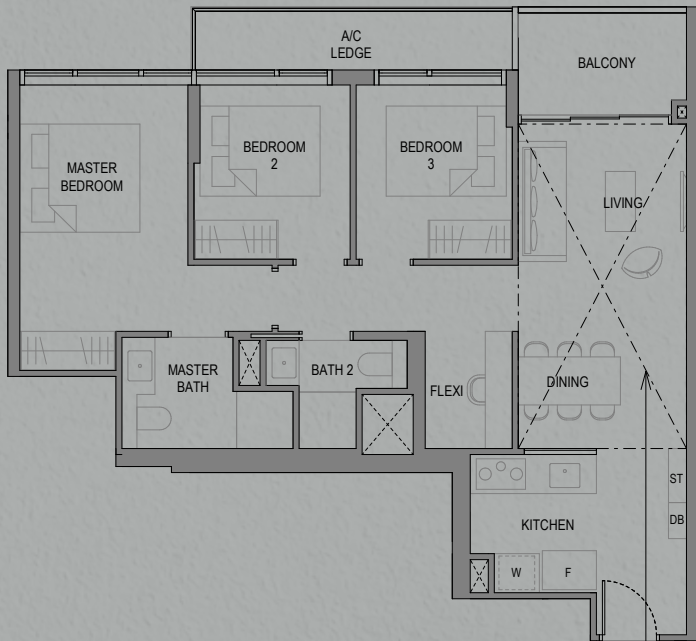 A/C
LEDGE
BALCONY
MASTER
BEDROOM
BEDROOM
2
BEDROOM
3
LIVING
MASTER
BATH
BATH 2
FLEXI
DINING
ST
DB
KITCHEN
W
F